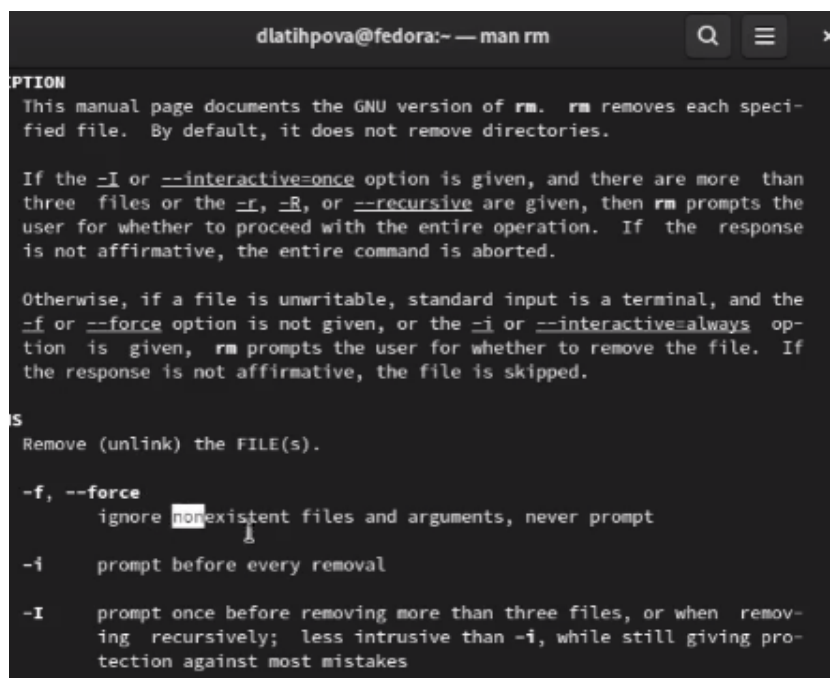 dlatihpova@fedora:~ — man rm
PTION
This manual page documents the GNU version of rm.  rm removes each speci-
fied file.  By default, it does not remove directories.
If the -I or --interactive=once option is given, and there are more  than
three  files or the -r, -R, or --recursive are given, then rm prompts the
user for whether to proceed with the entire operation.  If  the  response
is not affirmative, the entire command is aborted.
Otherwise, if a file is unwritable, standard input is a terminal, and the
-f or --force option is not given, or the -i or --interactive=always  op-
tion  is  given,  rm prompts the user for whether to remove the file.  If
the response is not affirmative, the file is skipped.
S
Remove (unlink) the FILE(s).
-f, --force
ignore nonexistent files and arguments, never prompt
-i     prompt before every removal
-I     prompt once before removing more than three files, or when  remov-
ing  recursively;  less intrusive than -i, while still giving pro-
tection against most mistakes